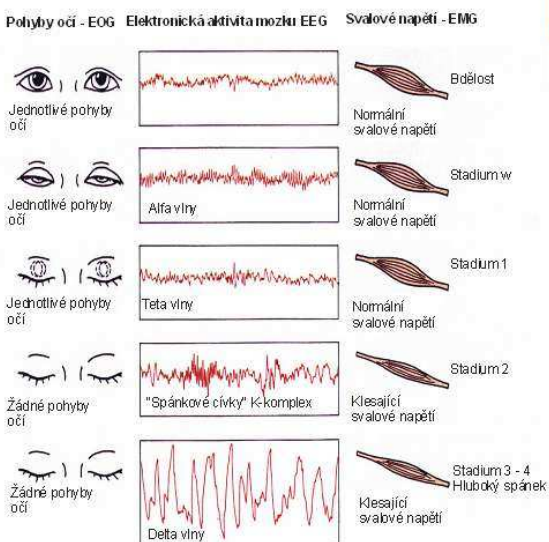 Pohyby očí - EOG Elektronická aktivita mozku EEG Svalové napětí - EMG
Jednotlivé pohyby
očí
Normální
svalové napětí
Bdělost
Jednotlivé pohyby
očí
Alfa vlny
Normální
svalové napětí
Stadium w
Jednotlivé pohyby
očí
Teta vlny
Normální
svalové napětí
Stadium 1
Žádné pohyby
očí
"Spánkové cívky" K-komplex
Klesající
svalové napětí
Stadium 2
Žádné pohyby
očí
Delta vlny
Klesající
svalové napětí
Stadium 3 - 4
Hluboký spánek